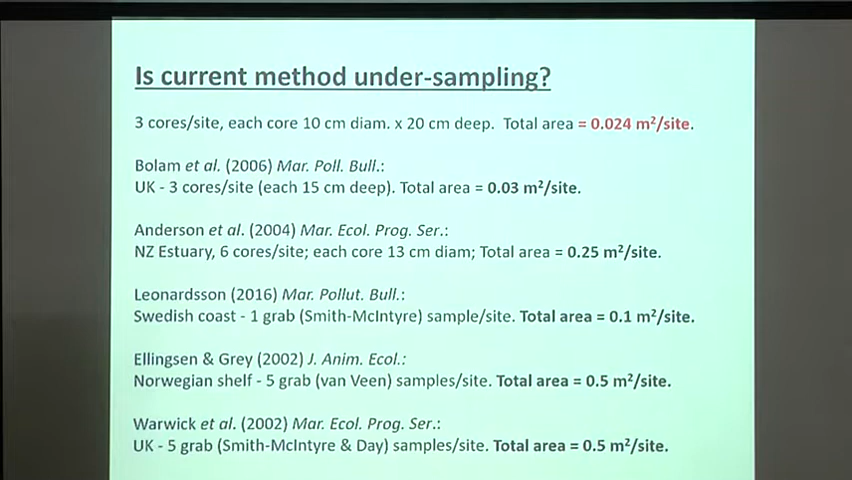 Is current method under-sampling?
3 cores/site, each core 10 cm diam. x 20 cm deep. Total area = 0.024 m²/site.
Bolam et al. (2006) Mar. Poll. Bull.:
UK - 3 cores/site (each 15 cm deep). Total area = 0.03 m²/site.
Anderson et al. (2004) Mar. Ecol. Prog. Ser.:
NZ Estuary, 6 cores/site; each core 13 cm diam; Total area = 0.25 m²/site.
Leonardsson (2016) Mar. Pollut. Bull.:
Swedish coast - 1 grab (Smith-McIntyre) sample/site. Total area = 0.1 m²/site.
Ellingsen & Grey (2002) J. Anim. Ecol.:
Norwegian shelf - 5 grab (van Veen) samples/site. Total area = 0.5 m²/site.
Warwick et al. (2002) Mar. Ecol. Prog. Ser.:
UK - 5 grab (Smith-McIntyre & Day) samples/site. Total area = 0.5 m²/site.